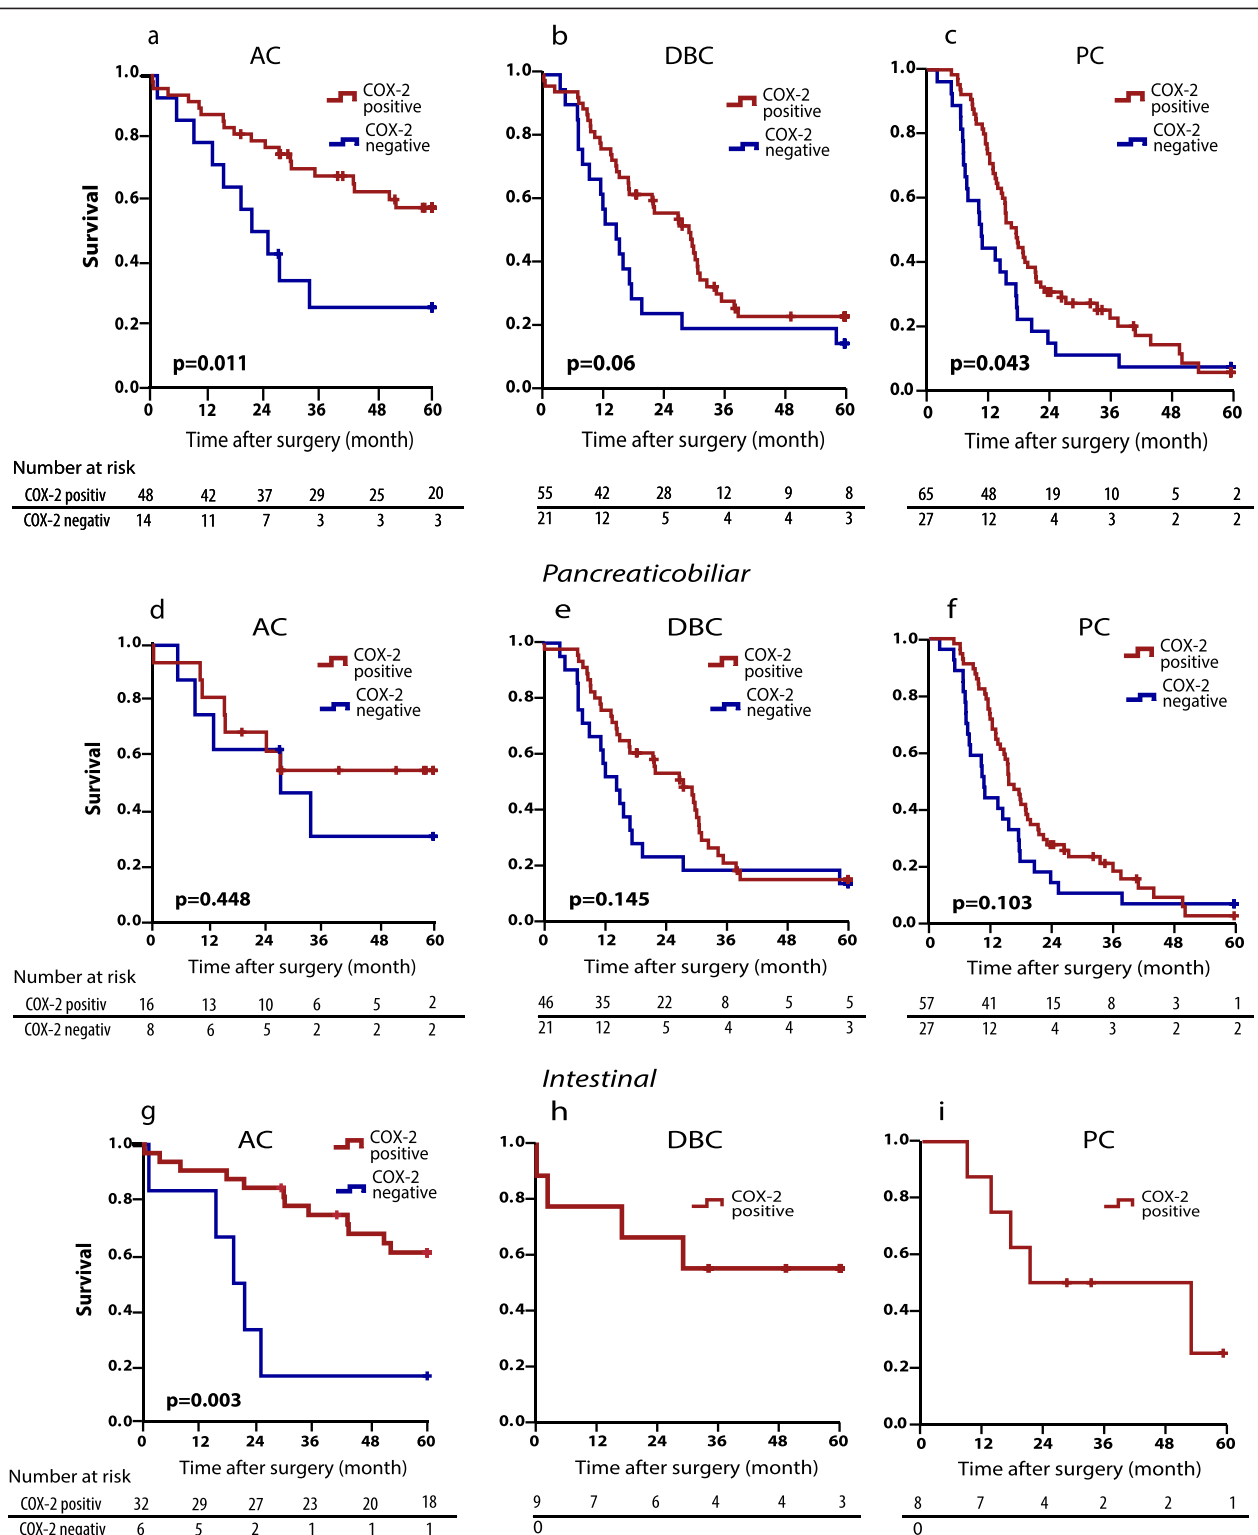 a
AC
b
DBC
c
PC
COX-2
positive
COX-2
negative
COX-2
positive
COX-2
negative
COX-2
positive
COX-2
negative
Survival
1.0
0.8
0.6
0.4
0.2
0.0
p=0.011
0 12 24 36 48 60
Time after surgery (month)
1.0
0.8
0.6
0.4
0.2
0.0
p=0.06
0 12 24 36 48 60
Time after surgery (month)
1.0
0.8
0.6
0.4
0.2
0.0
p=0.043
0 12 24 36 48 60
Time after surgery (month)
Number at risk
COX-2 positiv 48 42 37 29 25 20
COX-2 negativ 14 11 7 3 3 3
55 42 28 12 9 8
21 12 5 4 4 3
65 48 19 10 5 2
27 12 4 3 2 2
Pancreaticobiliar
d
AC
e
DBC
f
PC
COX-2
positive
COX-2
negative
COX-2
positive
COX-2
negative
COX-2
positive
COX-2
negative
Survival
1.0
0.8
0.6
0.4
0.2
0.0
p=0.448
0 12 24 36 48 60
Time after surgery (month)
1.0
0.8
0.6
0.4
0.2
0.0
p=0.145
0 12 24 36 48 60
Time after surgery (month)
1.0
0.8
0.6
0.4
0.2
0.0
p=0.103
0 12 24 36 48 60
Time after surgery (month)
Number at risk
COX-2 positiv 16 13 10 6 5 2
COX-2 negativ 8 6 5 2 2 2
46 35 22 8 5 5
21 12 5 4 4 3
57 41 15 8 3 1
27 12 4 3 2 2
Intestinal
g
AC
h
DBC
i
PC
COX-2
positive
COX-2
negative
COX-2
positive
COX-2
positive
Survival
1.0
0.8
0.6
0.4
0.2
0.0
p=0.003
0 12 24 36 48 60
Time after surgery (month)
1.0
0.8
0.6
0.4
0.2
0.0
0 12 24 36 48 60
Time after surgery (month)
1.0
0.8
0.6
0.4
0.2
0.0
0 12 24 36 48 60
Time after surgery (month)
Number at risk
COX-2 positiv 32 29 27 23 20 18
COX-2 negativ 6 5 2 1 1 1
9 7 6 4 4 3
0
8 7 4 2 2 1
0